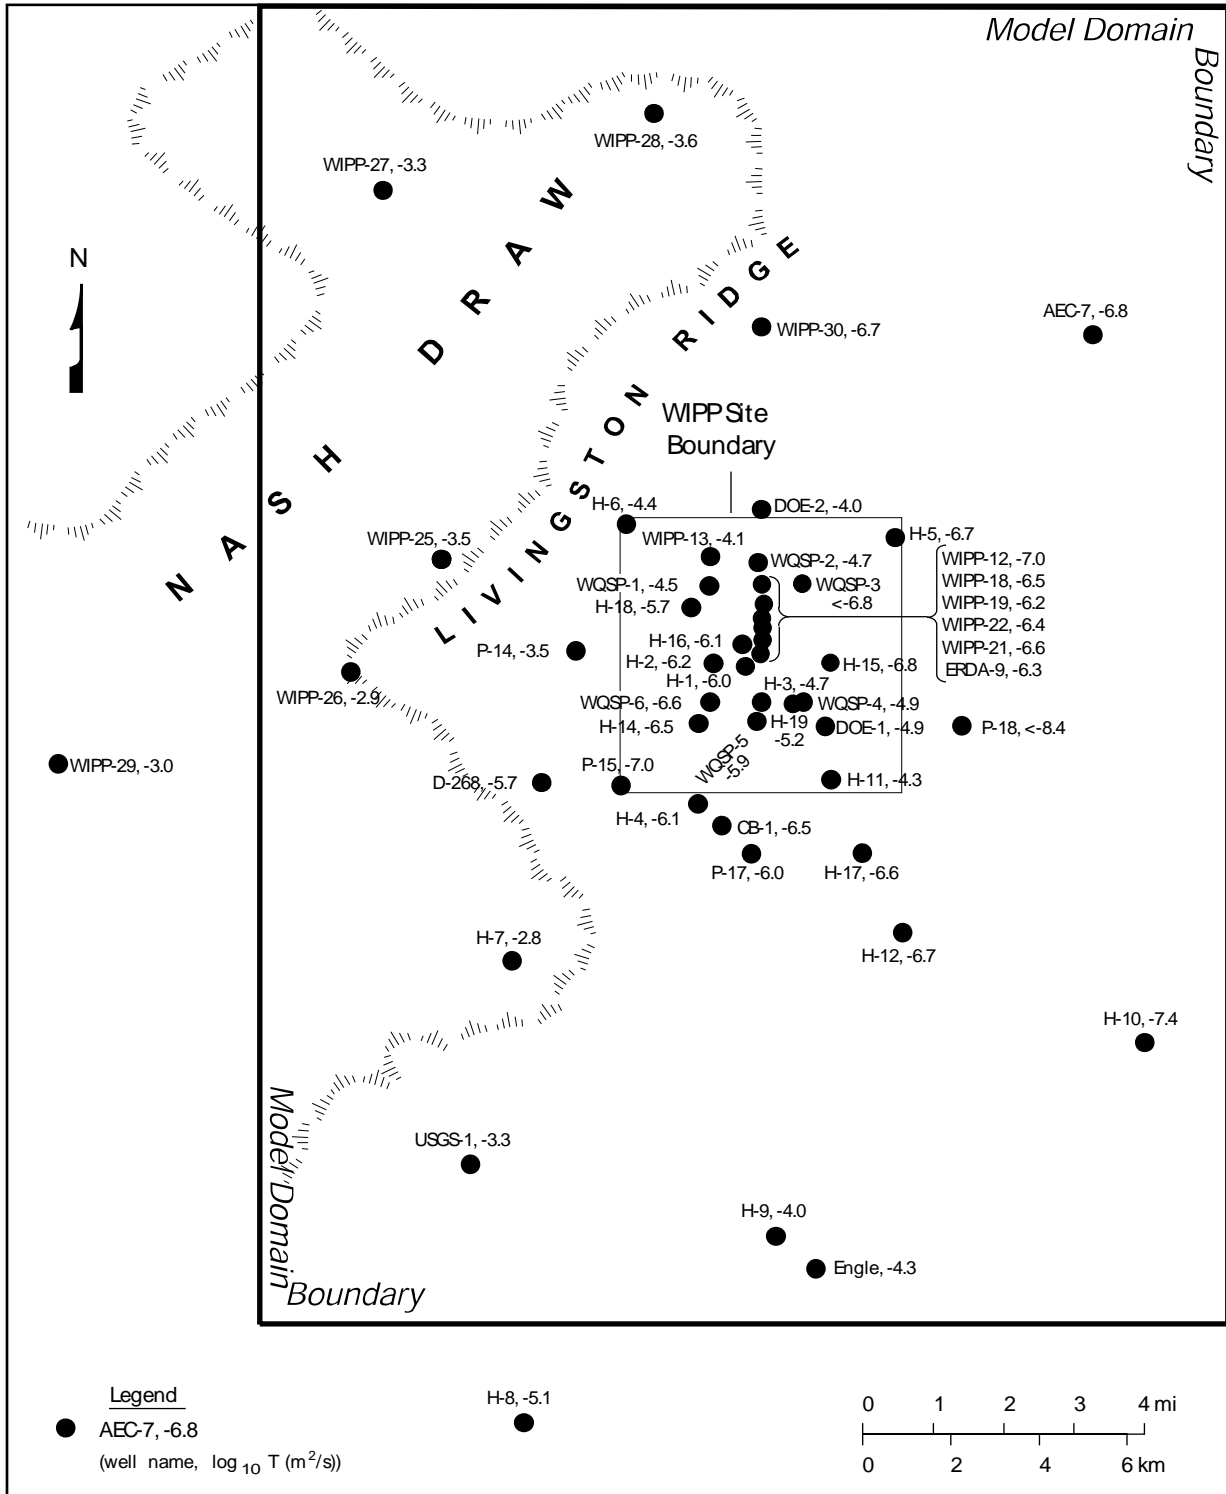 Model Domain
Boundary
WIPP-28, -3.6
WIPP-27, -3.3
NASH DRAW
N
LIVINGSTON RIDGE
AEC-7, -6.8
WIPP-30, -6.7
WIPP Site
Boundary
H-6, -4.4
DOE-2, -4.0
WIPP-25, -3.5
WIPP-13, -4.1
H-5, -6.7
WQSP-2, -4.7
WIPP-12, -7.0
WQSP-1, -4.5
WQSP-3
<-6.8
WIPP-18, -6.5
H-18, -5.7
WIPP-19, -6.2
WIPP-22, -6.4
H-16, -6.1
WIPP-21, -6.6
P-14, -3.5
H-2, -6.2
H-15, -6.8
ERDA-9, -6.3
H-1, -6.0
H-3, -4.7
WIPP-26, -2.9
WQSP-6, -6.6
WQSP-4, -4.9
H-14, -6.5
H-19
-5.2
DOE-1, -4.9
P-18, <-8.4
WQSP-5
-5.9
WIPP-29, -3.0
P-15, -7.0
D-268, -5.7
H-11, -4.3
H-4, -6.1
CB-1, -6.5
P-17, -6.0
H-17, -6.6
H-7, -2.8
H-12, -6.7
H-10, -7.4
USGS-1, -3.3
H-9, -4.0
Engle, -4.3
Model Domain
Boundary
Legend
AEC-7, -6.8
(well name, log₁₀ T (m²/s))
H-8, -5.1
0 1 2 3 4 mi
0 2 4 6 km